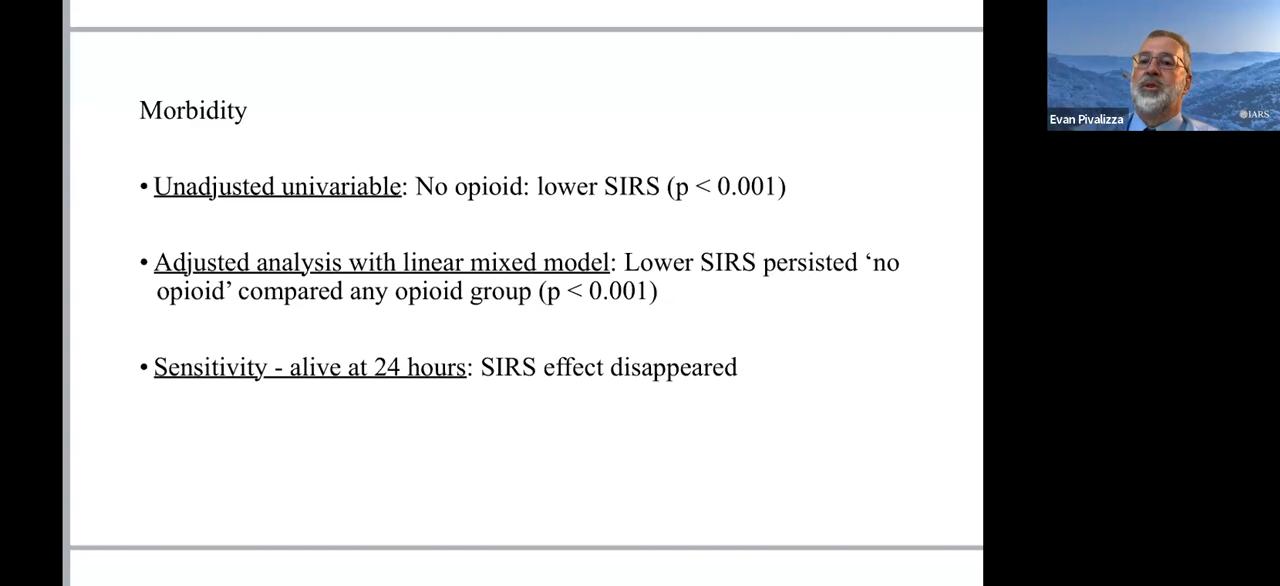 Morbidity
• Unadjusted univariable: No opioid: lower SIRS (p < 0.001)
• Adjusted analysis with linear mixed model: Lower SIRS persisted ‘no
opioid’ compared any opioid group (p < 0.001)
• Sensitivity - alive at 24 hours: SIRS effect disappeared
Evan Pivalizza
IARS